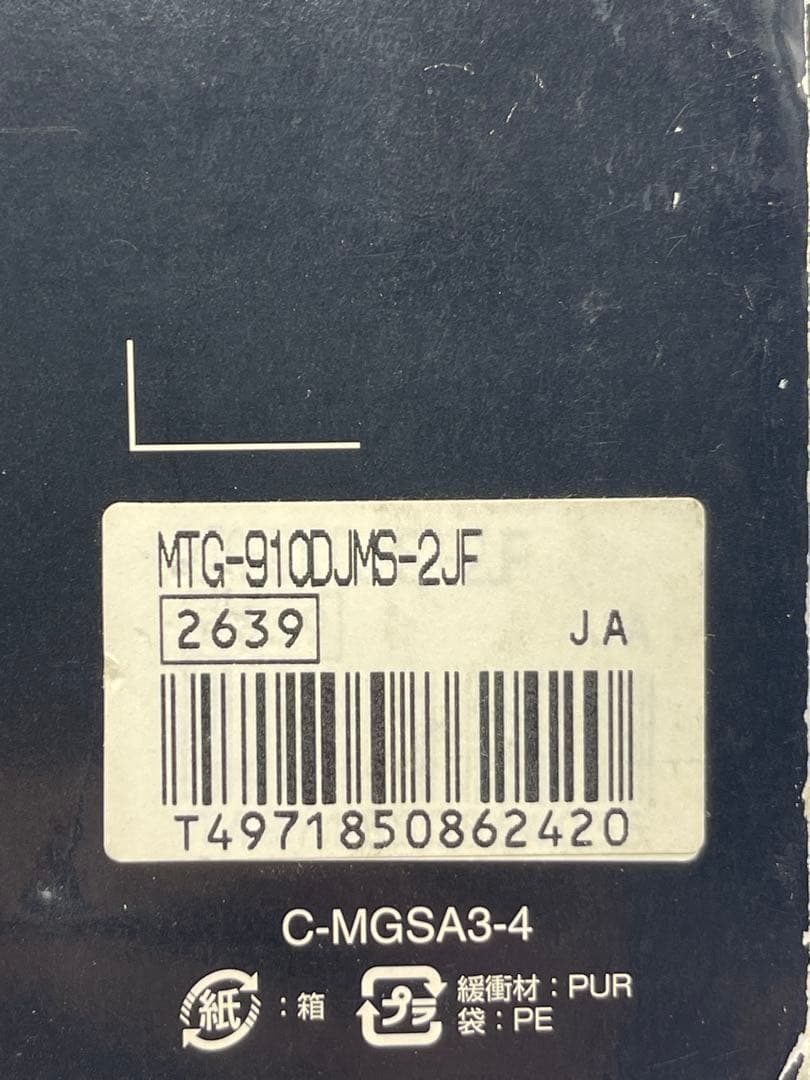 MTG-910DJMS-2JF
2639 JA
T4971850862420
C-MGSA3-4
紙：箱 プラ 緩衝材：PUR
袋：PE